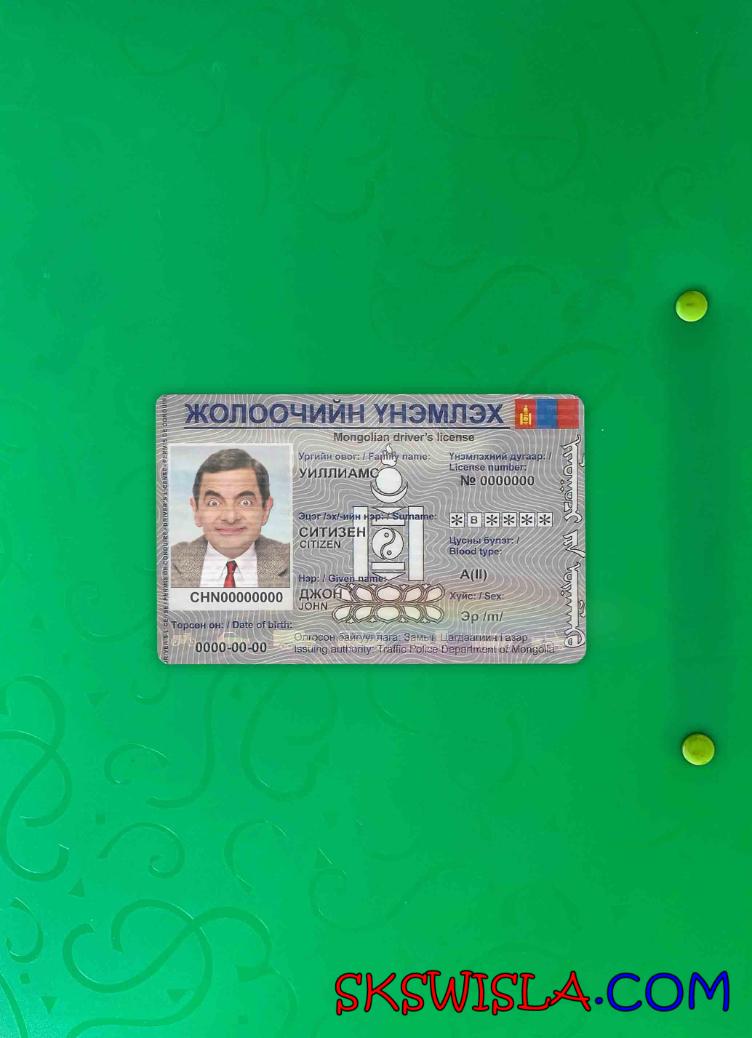 ЖОЛООЧИЙН ҮНЭМЛЭХ
Mongolian driver's license
Ургийн овог: / Family name:
УИЛЛИАМС
Үнэмлэхний дугаар: /
License number:
№ 0000000
Эцэг /эх/-ийн нэр: / Surname:
СИТИЗЕН
CITIZEN
* B * * * * *
Цусны бүлэг: /
Blood type:
A(II)
Нэр: / Given name:
ДЖОН
JOHN
Хүйс: / Sex:
Эр /m/
CHN00000000
Төрсөн он: / Date of birth:
0000-00-00
Олгосон байгууллага: Замын Цагдаагийн Газар
Issuing authority: Traffic Police Department of Mongolia
SKSWISLA.COM